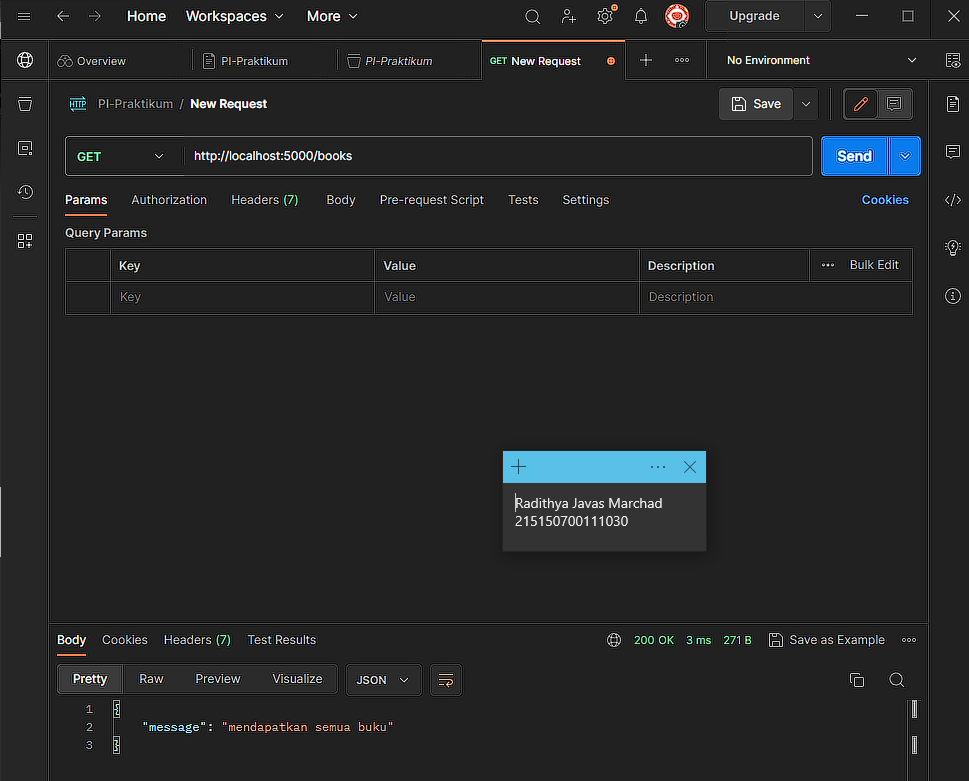 Home Workspaces More Upgrade
Overview PI-Praktikum PI-Praktikum GET New Request No Environment
HTTP PI-Praktikum / New Request Save
GET http://localhost:5000/books Send
Params Authorization Headers (7) Body Pre-request Script Tests Settings Cookies
Query Params
Key Value Description Bulk Edit
Key Value Description
Radithya Javas Marchad
215150700111030
Body Cookies Headers (7) Test Results 200 OK 3 ms 271 B Save as Example
Pretty Raw Preview Visualize JSON
1 {
2 "message": "mendapatkan semua buku"
3 }